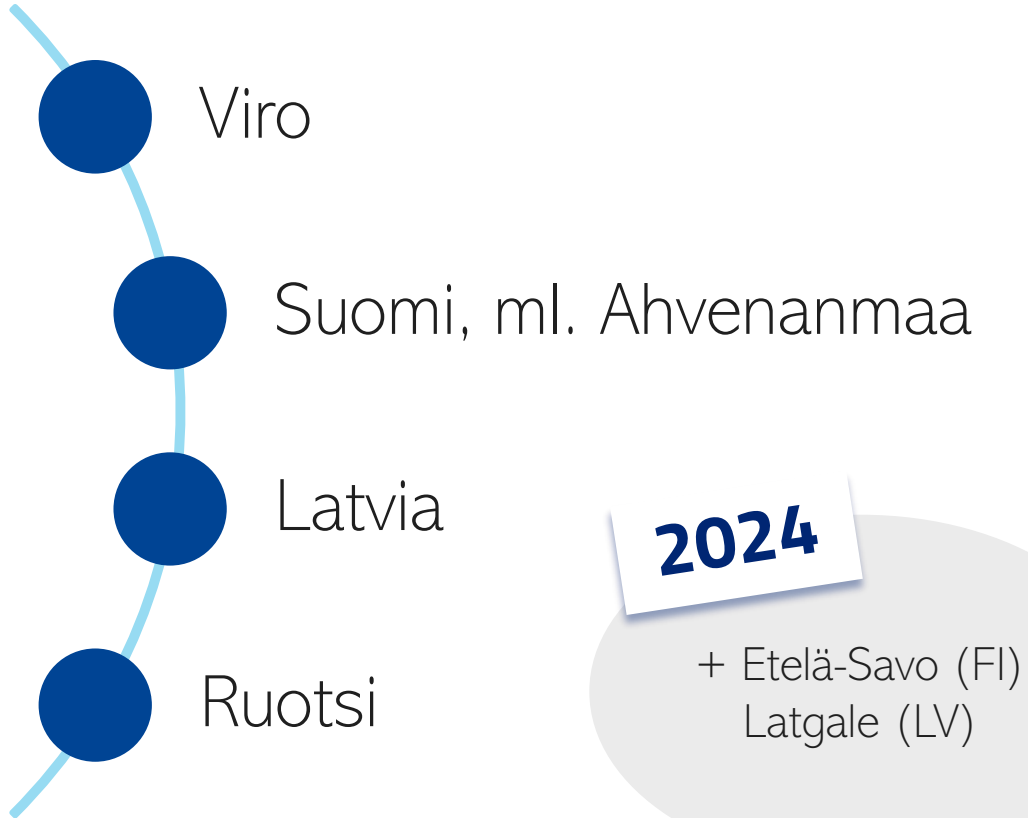 Viro
Suomi, ml. Ahvenanmaa
Latvia
Ruotsi
2024
+ Etelä-Savo (FI)
Latgale (LV)